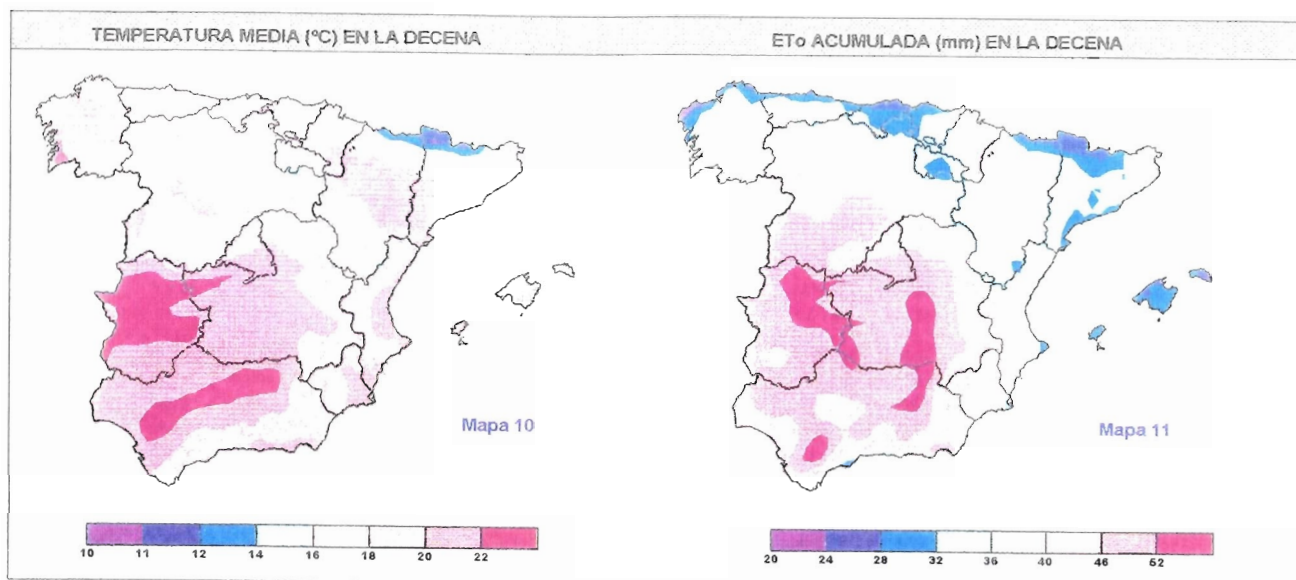 TEMPERATURA MEDIA (ºC) EN LA DECENA
ETo ACUMULADA (mm) EN LA DECENA
Mapa 10
Mapa 11
10 11 12 14 16 18 20 22
20 24 28 32 36 40 46 52